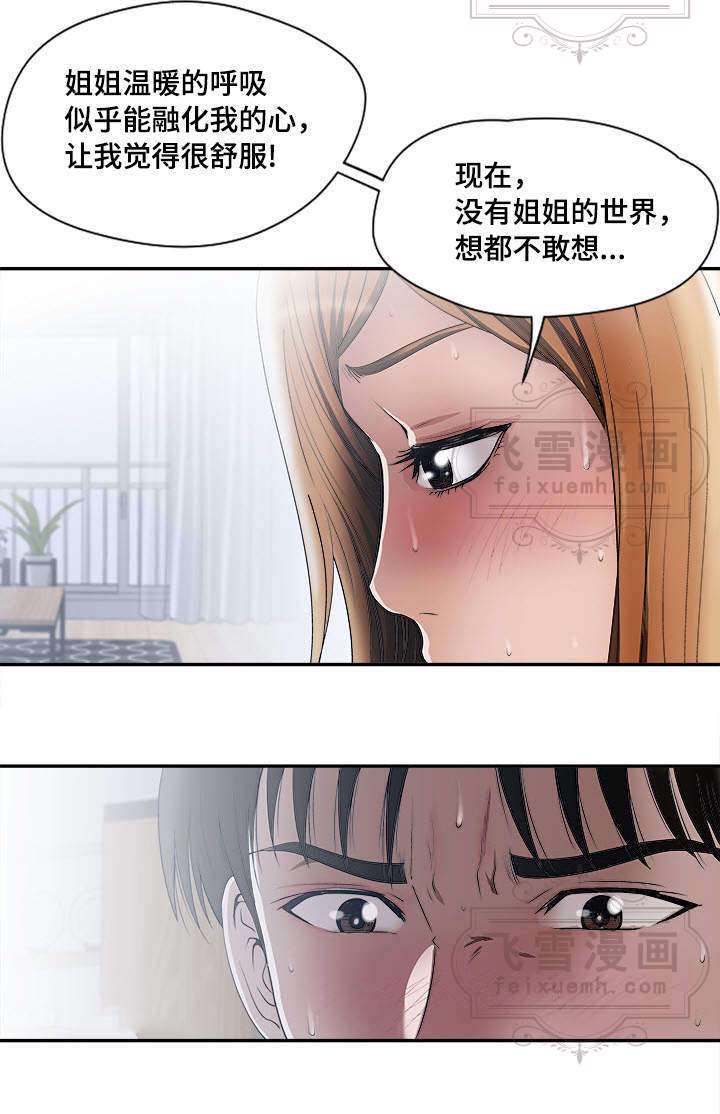 姐姐温暖的呼吸
似乎能融化我的心，
让我觉得很舒服!
现在，
没有姐姐的世界，
想都不敢想...
飞雪漫画
feixuemh.com
飞雪漫画
feixuemh.com